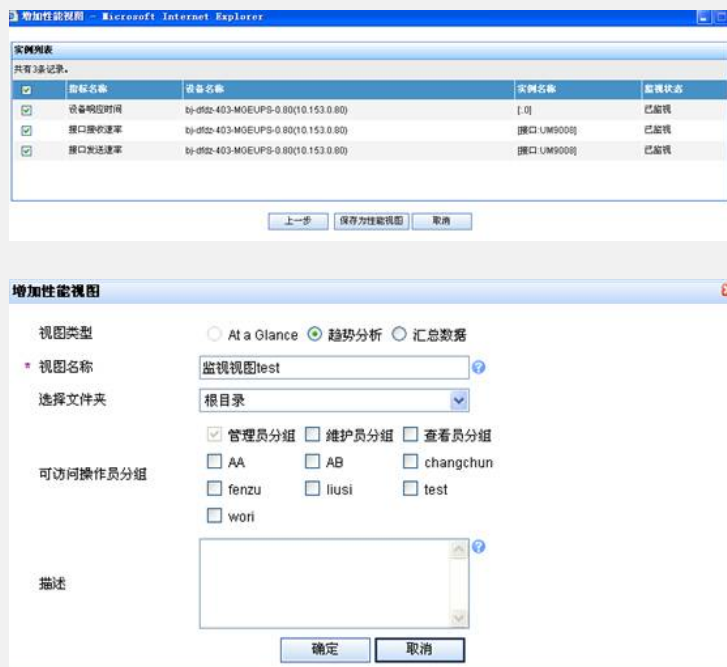 增加性能视图 - Microsoft Internet Explorer
实例列表
共有3条记录。
指标名称 设备名称 实例名称 监视状态
设备响应时间 bj-dfdz-403-MGEUPS-0.80(10.153.0.80) [:0] 已监视
接口接收速率 bj-dfdz-403-MGEUPS-0.80(10.153.0.80) [接口:UM9008] 已监视
接口发送速率 bj-dfdz-403-MGEUPS-0.80(10.153.0.80) [接口:UM9008] 已监视
上一步 保存为性能视图 取消
增加性能视图
视图类型 At a Glance 趋势分析 汇总数据
* 视图名称 监视视图test
选择文件夹 根目录
可访问操作员分组 管理员分组 维护员分组 查看员分组
AA AB changchun
fenzu liusi test
wori
描述
确定 取消